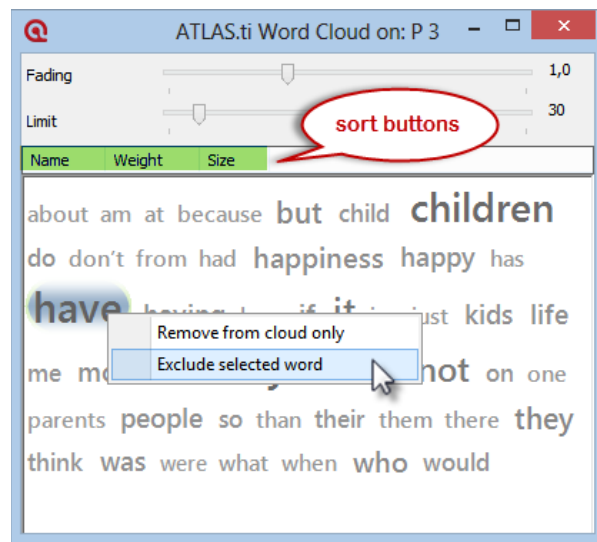 ATLAS.ti Word Cloud on: P 3
Fading 1,0
Limit 30
sort buttons
Name Weight Size
about am at because but child children
do don't from had happiness happy has
have having if it just kids life
Remove from cloud only
Exclude selected word
me not on one
parents people so than their them there they
think was were what when who would